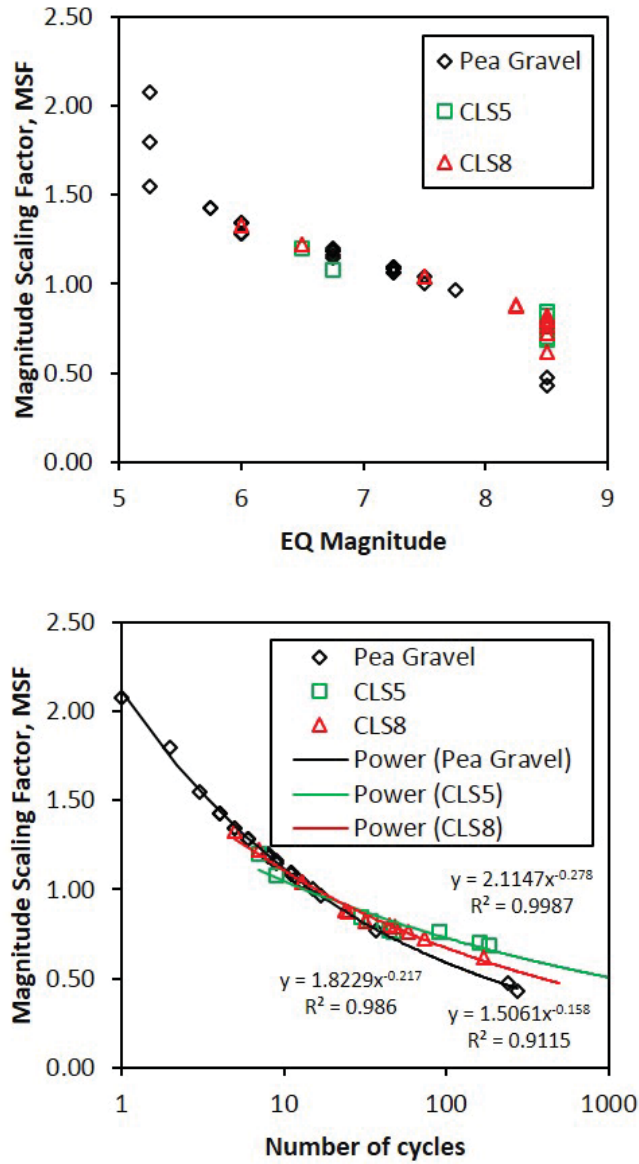 2.50
2.00
1.50
1.00
0.50
0.00
Magnitude Scaling Factor, MSF
Pea Gravel
CLS5
CLS8
5 6 7 8 9
EQ Magnitude
2.50
2.00
1.50
1.00
0.50
0.00
Magnitude Scaling Factor, MSF
Pea Gravel
CLS5
CLS8
Power (Pea Gravel)
Power (CLS5)
Power (CLS8)
y = 2.1147x^-0.278
R² = 0.9987
y = 1.8229x^-0.217
R² = 0.986
y = 1.5061x^-0.158
R² = 0.9115
1 10 100 1000
Number of cycles